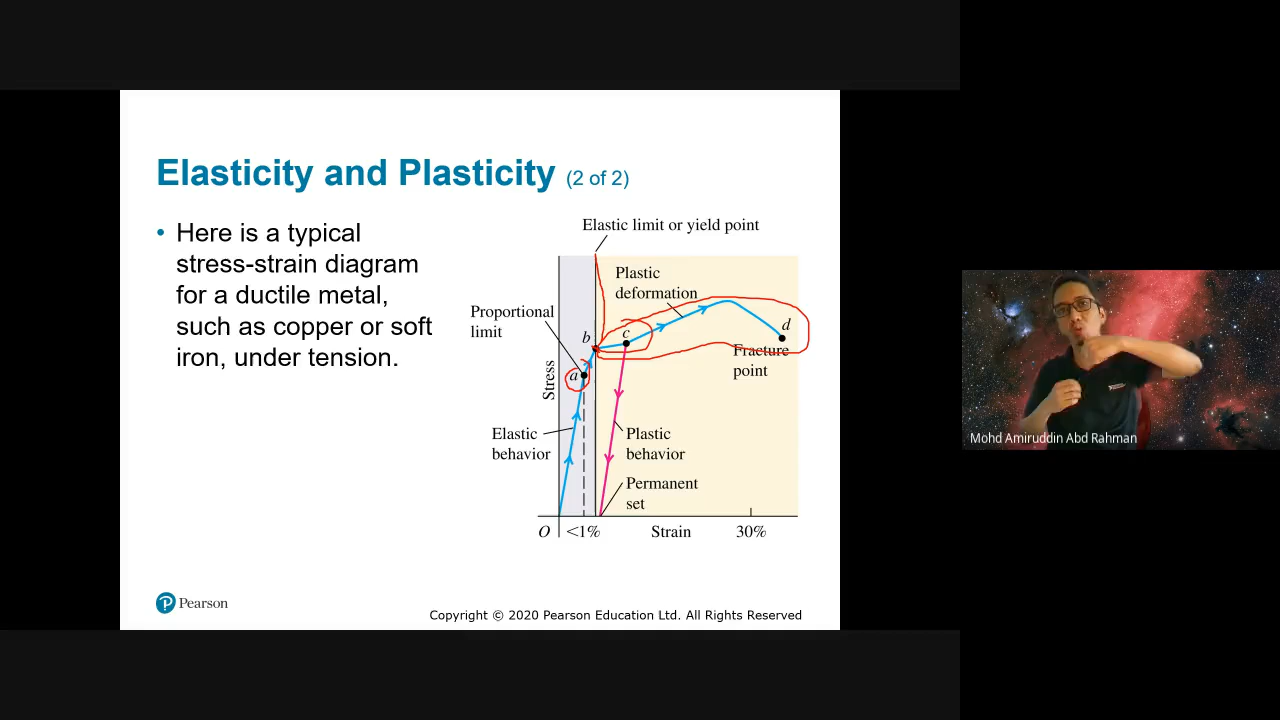 Elasticity and Plasticity (2 of 2)
• Here is a typical
stress-strain diagram
for a ductile metal,
such as copper or soft
iron, under tension.
Elastic limit or yield point
Plastic
deformation
Proportional
limit
d
c
b
Fracture
point
a
Stress
Elastic
behavior
Plastic
behavior
Permanent
set
O <1% Strain 30%
Mohd Amiruddin Abd Rahman
Pearson
Copyright © 2020 Pearson Education Ltd. All Rights Reserved